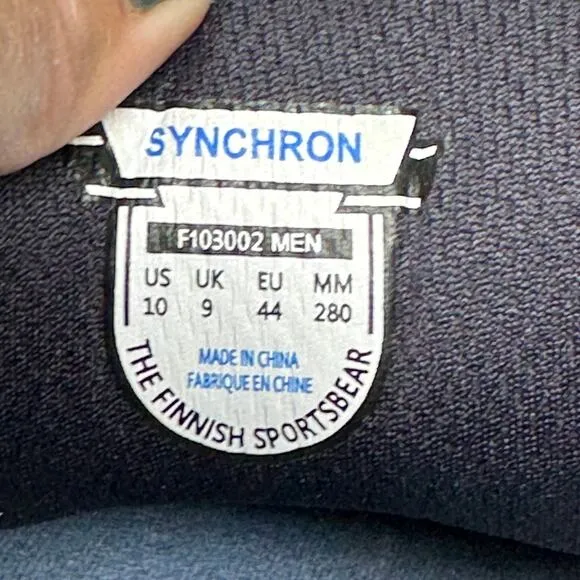 SYNCHRON
F103002 MEN
US UK EU MM
10 9 44 280
MADE IN CHINA
FABRIQUE EN CHINE
THE FINNISH SPORTSBEAR